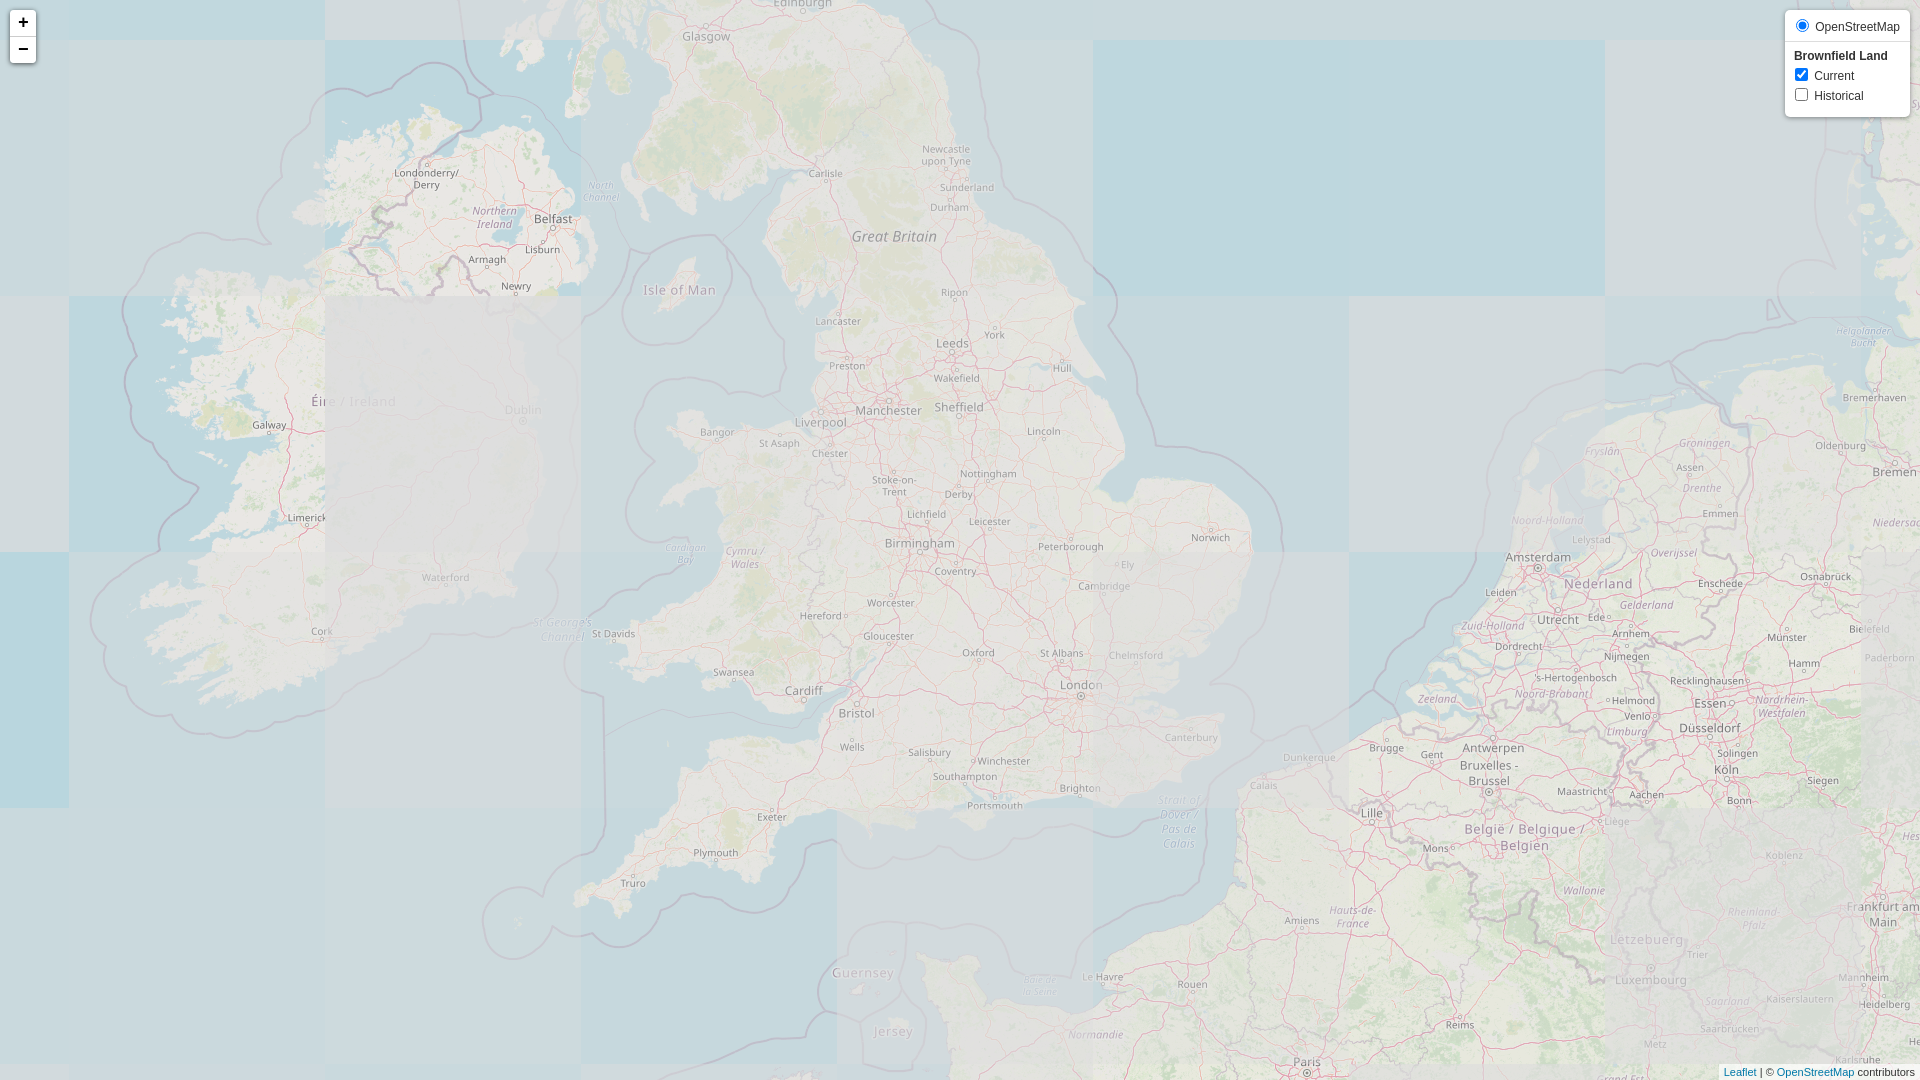 +
−
OpenStreetMap
Brownfield Land
Current
Historical
Edinburgh
Glasgow
Newcastle
upon Tyne
Londonderry/
Derry
Carlisle
North
Channel
Sunderland
Northern
Ireland
Belfast
Durham
Great Britain
Lisburn
Armagh
Newry
Isle of Man
Ripon
Lancaster
York
Leeds
Helgoländer
Bucht
Preston
Hull
Wakefield
Bremerhaven
Éire / Ireland
Dublin
Manchester
Sheffield
Galway
Liverpool
Bangor
St Asaph
Chester
Lincoln
Groningen
Oldenburg
Fryslân
Assen
Bremen
Nottingham
Stoke-on-
Trent
Derby
Drenthe
Limerick
Lichfield
Leicester
Noord-Holland
Emmen
Niedersac
Birmingham
Peterborough
Norwich
Lelystad
Cardigan
Bay
Cymru /
Wales
Amsterdam
Overijssel
Ely
Coventry
Waterford
Cambridge
Nederland
Enschede
Osnabrück
Leiden
Worcester
Hereford
Gelderland
St George's
Channel
St Davids
Cork
Gloucester
Zuid-Holland
Utrecht
Ede
Arnhem
Bielefeld
Münster
Oxford
St Albans
Chelmsford
Dordrecht
Nijmegen
Paderborn
Hamm
Swansea
's-Hertogenbosch
Recklinghausen
Cardiff
London
Noord-Brabant
Zeeland
Helmond
Essen
Nordrhein-
Westfalen
Bristol
Venlo
Düsseldorf
Limburg
Canterbury
Wells
Salisbury
Winchester
Brugge
Gent
Antwerpen
Dunkerque
Bruxelles -
Brussel
Solingen
Köln
Southampton
Calais
Brighton
Maastricht
Aachen
Siegen
Portsmouth
Bonn
Strait of
Dover /
Pas de
Calais
Exeter
Lille
Liège
België / Belgique /
Belgien
Mons
Plymouth
Koblenz
Truro
Wallonie
Hauts-de-
France
Amiens
Rheinland-
Pfalz
Frankfurt am
Main
Lëtzebuerg
Trier
Guernsey
Le Havre
Rouen
Baie de
la Seine
Luxembourg
Mannheim
Saarland
Kaiserslautern
Heidelberg
Jersey
Normandie
Reims
Saarbrücken
Metz
Paris
Karlsruhe
Grand Est
Leaflet | © OpenStreetMap contributors